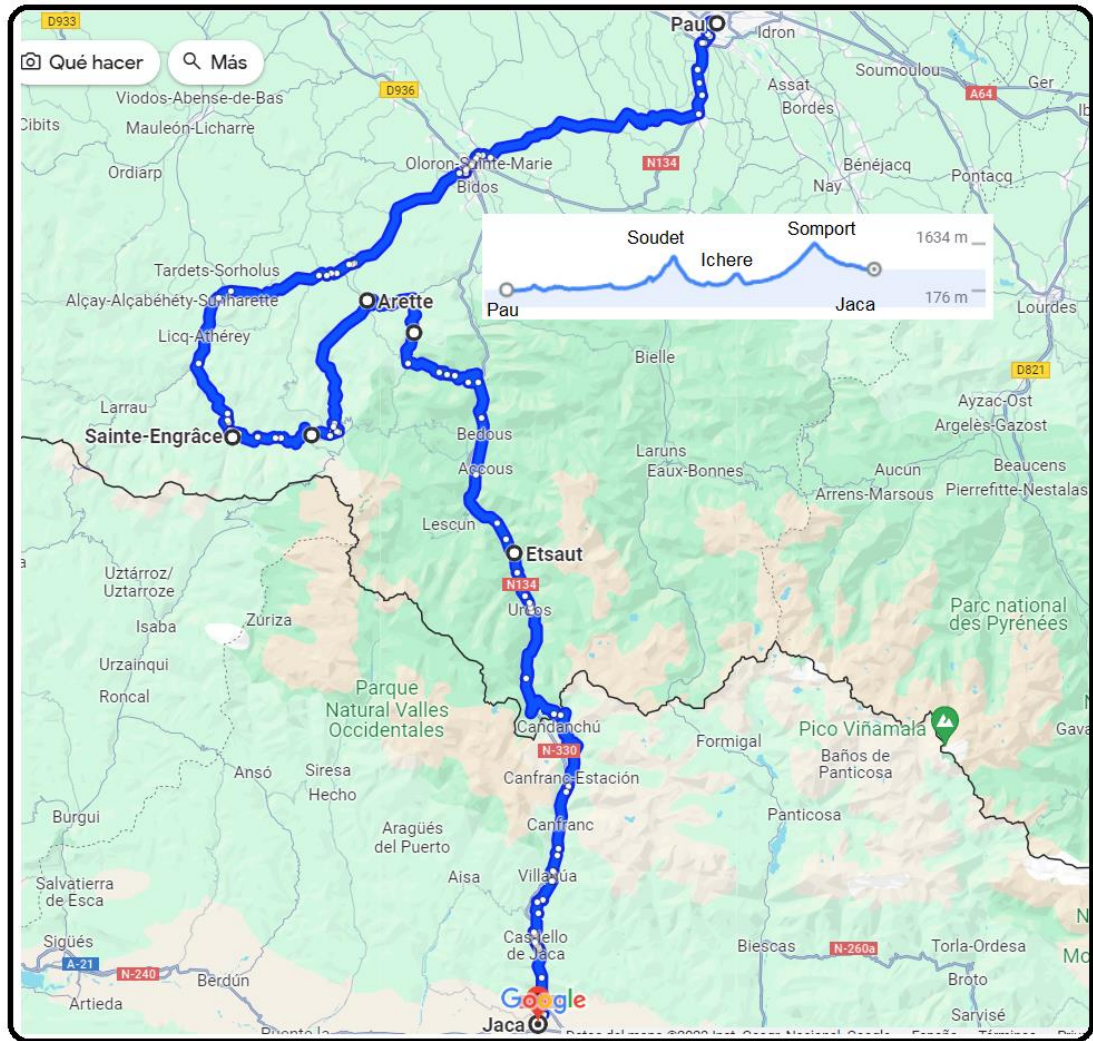 D933
Pau
Idron
Qué hacer
Más
Soumoulou
Assat
Ger
D936
A64
Viodos-Abense-de-Bas
Bordes
Cibits
Mauléon-Licharre
Oloron-Sainte-Marie
N134
Bénéjacq
Ordiarp
Bidos
Nay
Pontacq
Soudet
Somport
1634 m
Ichere
Tardets-Sorholus
176 m
Alçay-Alçabéhéty-Sunharette
Arette
Pau
Jaca
Lourdes
Licq-Athérey
Bielle
D821
Larrau
Ayzac-Ost
Sainte-Engrâce
Bedous
Argelès-Gazost
Laruns
Accous
Eaux-Bonnes
Aucun
Beaucens
Arrens-Marsous
Pierrefitte-Nestalas
Lescun
Etsaut
Uztárroz/
Uztarroze
N134
Urdos
Parc national
des Pyrénées
Isaba
Zuriza
Urzainqui
Roncal
Parque
Natural Valles
Occidentales
Candanchú
Formigal
Pico Viñamala
Gava
N-330
Baños de
Panticosa
Ansó
Siresa
Canfranc-Estación
Hecho
Burgui
Canfranc
Panticosa
Aragüés
del Puerto
Aisa
Villanúa
Salvatierra
de Esca
Castiello
de Jaca
Sigüés
Biescas
N-260a
Torla-Ordesa
A-21
N-240
Berdún
Broto
Artieda
Google
Sarvisé
Jaca